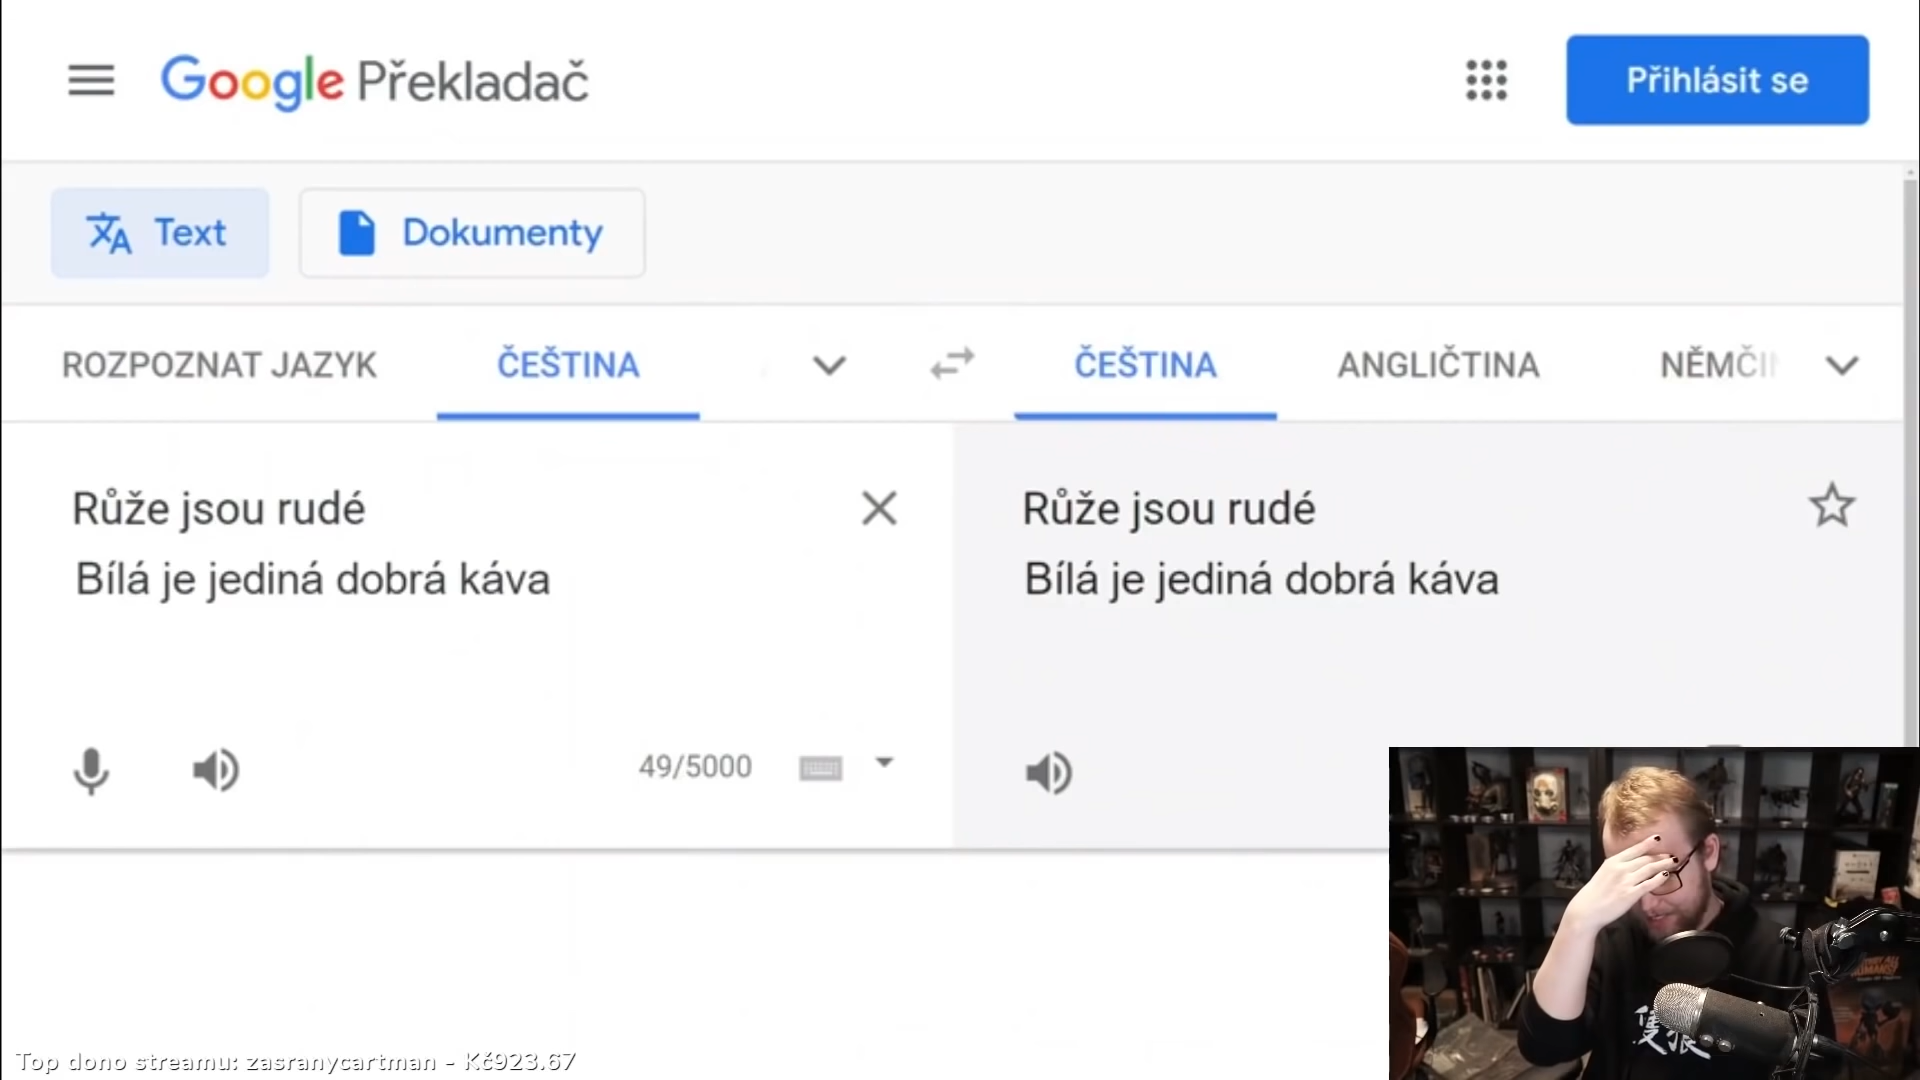 Google Překladač
Přihlásit se
Text
Dokumenty
ROZPOZNAT JAZYK
ČEŠTINA
ČEŠTINA
ANGLIČTINA
NĚMČIN
Růže jsou rudé
Bílá je jediná dobrá káva
Růže jsou rudé
Bílá je jediná dobrá káva
49/5000
Top dono streamu: zasranycartman - Kč923.67